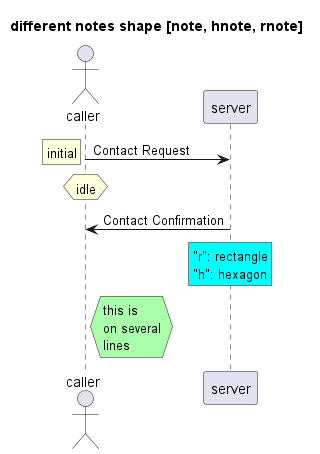 different notes shape [note, hnote, rnote]
caller
server
initial
Contact Request
idle
Contact Confirmation
"r": rectangle
"h": hexagon
this is
on several
lines
caller
server